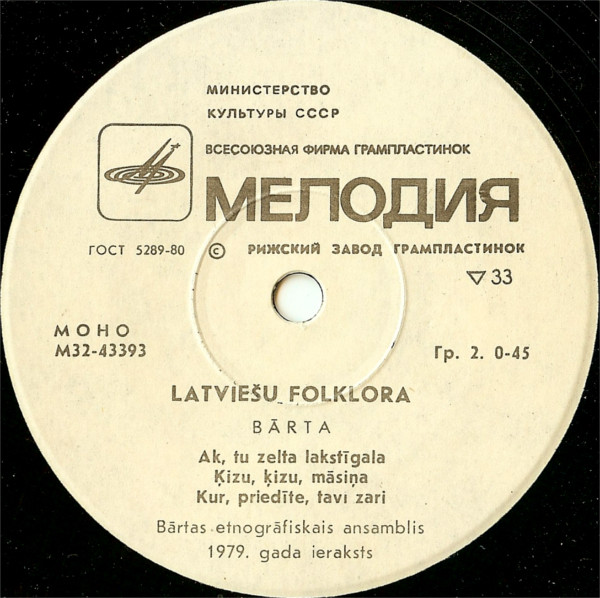 МИНИСТЕРСТВО
КУЛЬТУРЫ СССР
ВСЕСОЮЗНАЯ ФИРМА ГРАМПЛАСТИНОК
МЕЛОДИЯ
ГОСТ 5289-80 © РИЖСКИЙ ЗАВОД ГРАМПЛАСТИНОК
▽ 33
МОНО
М32-43393
Гр. 2. 0-45
LATVIEŠU FOLKLORA
BĀRTA
Ak, tu zelta lakstīgala
Ķizu, ķizu, māsiņa
Kur, priedīte, tavi zari
Bārtas etnogrāfiskais ansamblis
1979. gada ieraksts